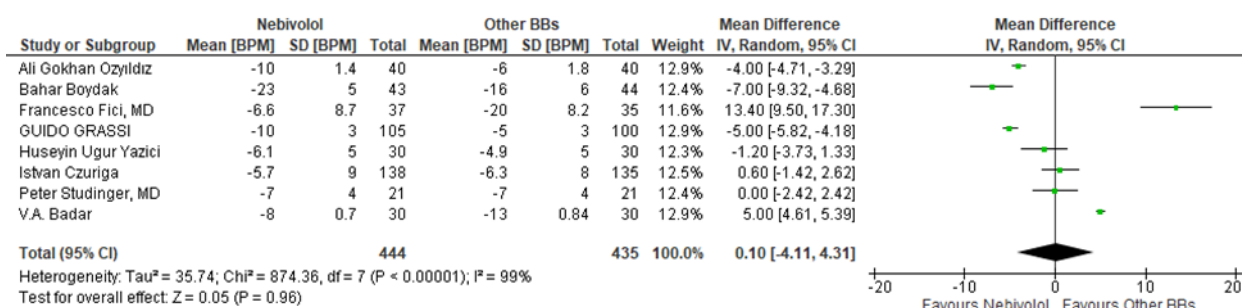 Nebivolol Other BBs Mean Difference Mean Difference
Study or Subgroup Mean [BPM] SD [BPM] Total Mean [BPM] SD [BPM] Total Weight IV, Random, 95% CI IV, Random, 95% CI
Ali Gokhan Ozyıldız -10 1.4 40 -6 1.8 40 12.9% -4.00 [-4.71, -3.29]
Bahar Boydak -23 5 43 -16 6 44 12.6% -7.00 [-9.32, -4.68]
Francesco Fici, MD -6.6 8.7 37 -20 8.2 35 11.6% 13.40 [9.50, 17.30]
GUIDO GRASSI -10 3 105 -5 3 100 12.9% -5.00 [-5.82, -4.18]
Huseyin Ugur Yazici -6.1 5 30 -4.9 5 30 12.3% -1.20 [-3.73, 1.33]
Istvan Czuriga -5.7 9 138 -6.3 8 135 12.5% 0.60 [-1.42, 2.62]
Peter Studinger, MD -7 4 21 -7 4 21 12.4% 0.00 [-2.42, 2.42]
V.A. Badar -8 0.7 30 -13 0.84 30 12.9% 5.00 [4.61, 5.39]
Total (95% CI) 444 435 100.0% 0.10 [-4.11, 4.31]
Heterogeneity: Tau² = 35.74; Chi² = 874.36, df = 7 (P < 0.00001); I² = 99%
Test for overall effect: Z = 0.05 (P = 0.96)
-20 -10 0 10 20
Favours Nebivolol Favours Other BBs